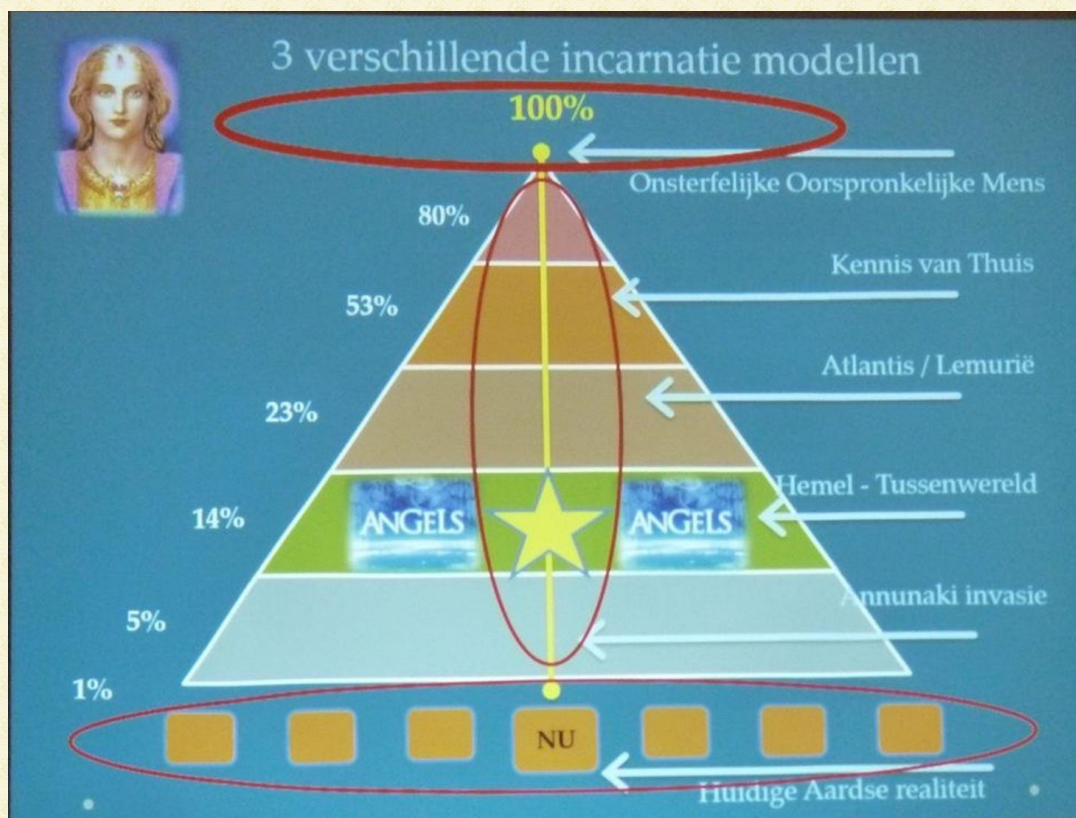 3 verschillende incarnatie modellen
100%
Onsterfelijke Oorspronkelijke Mens
80%
Kennis van Thuis
53%
Atlantis / Lemurië
23%
Hemel - Tussenwereld
14%
ANGELS
ANGELS
Annunaki invasie
5%
1%
NU
Huidige Aardse realiteit